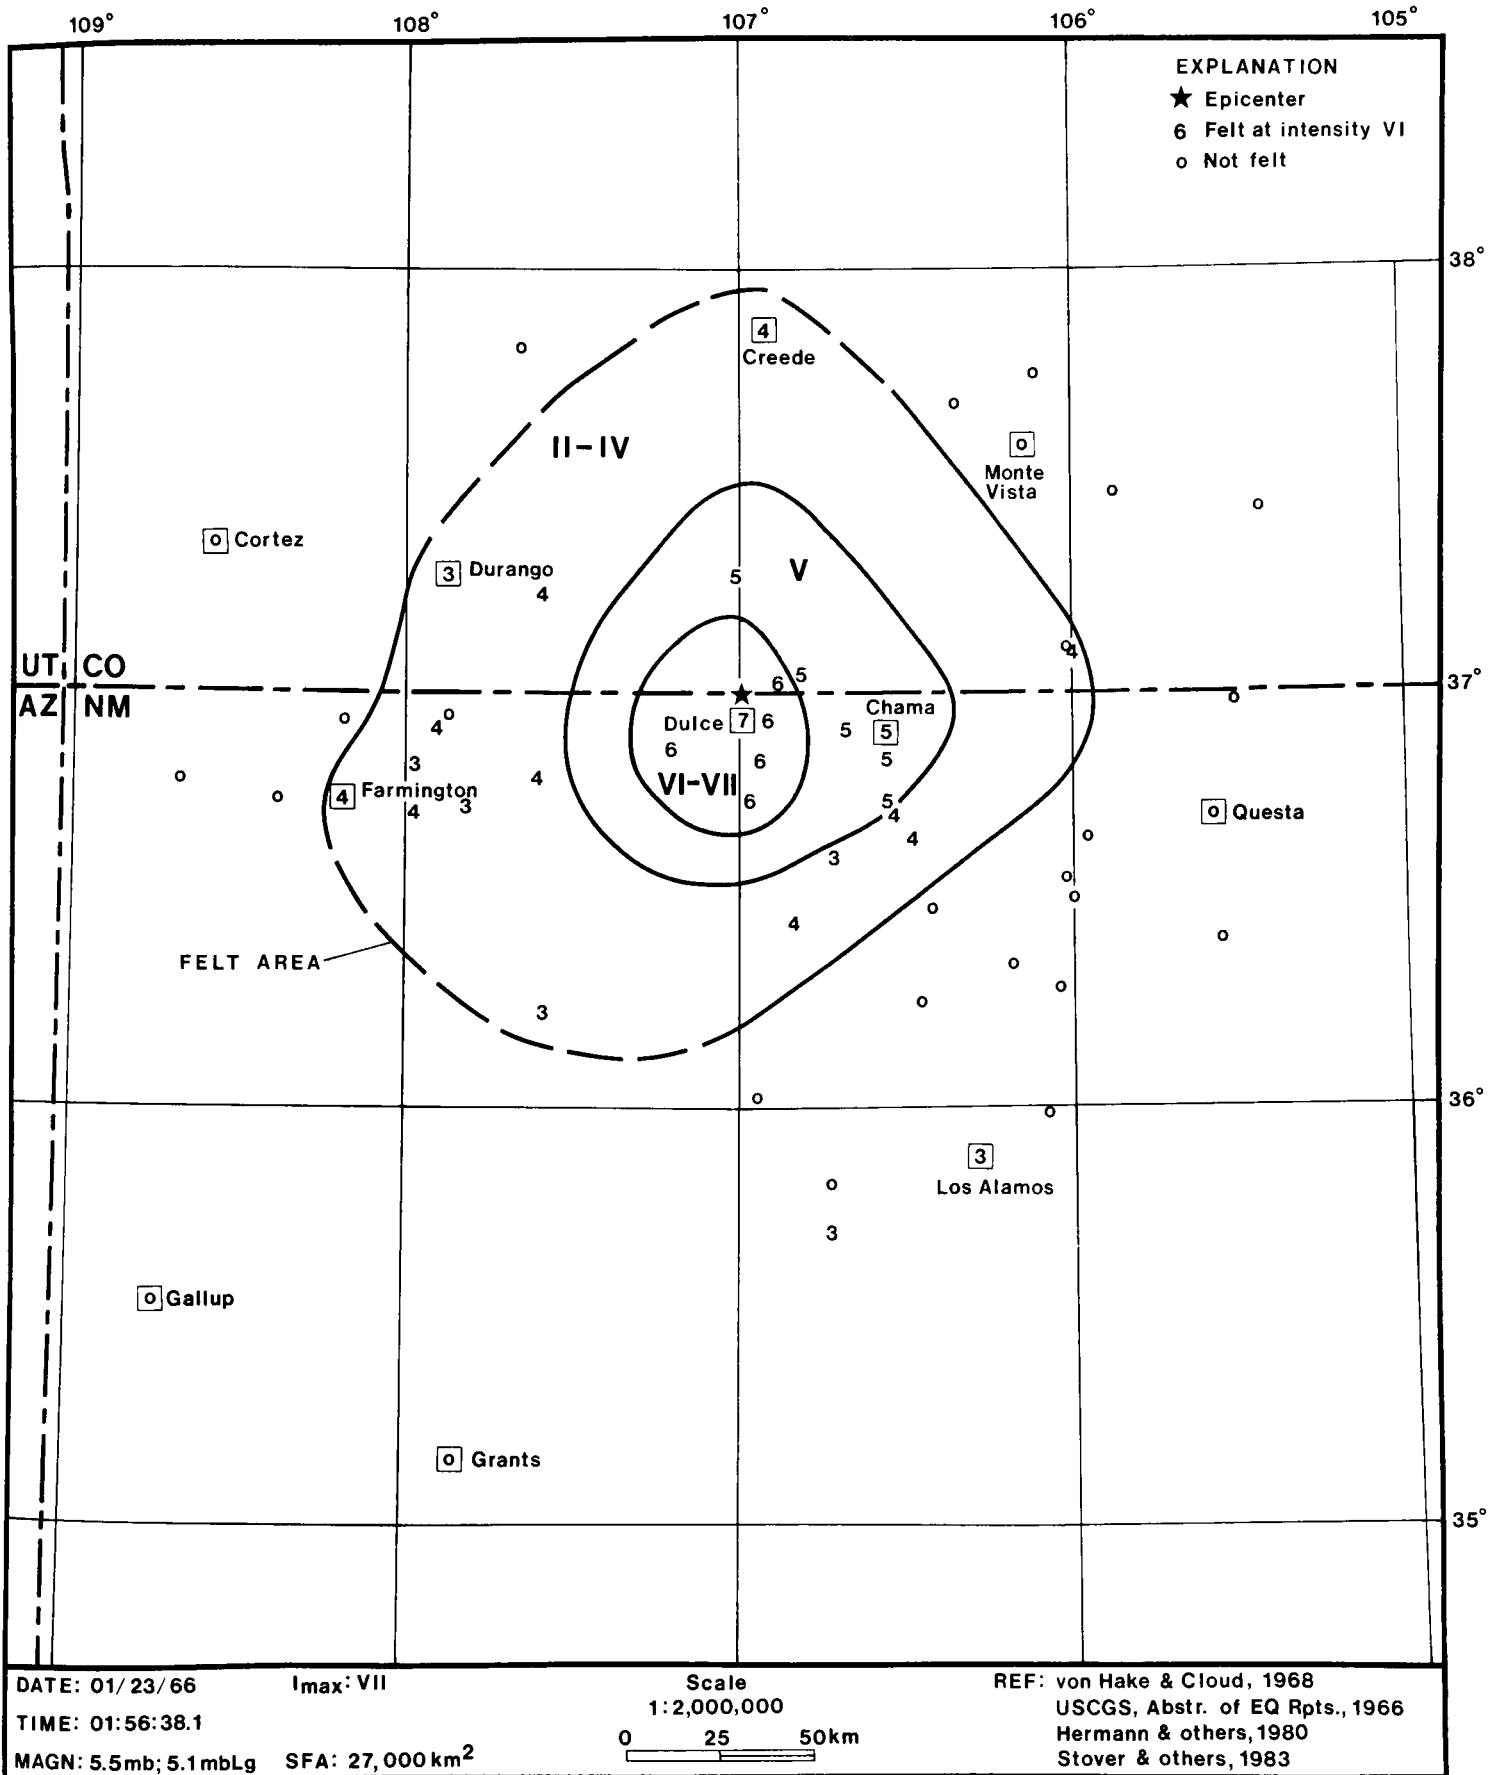 109° 108° 107° 106° 105°
EXPLANATION
★ Epicenter
6 Felt at intensity VI
o Not felt
38°
4
Creede
o
o
o
II-IV
o
Monte
Vista
o
o
o Cortez
V
3 Durango
4
5
o
4
UT CO
5
6
37°
AZ NM
o
Chama
o
o
4
Dulce 7 6
5
5
6
3
6
5
o
4
VI-VII
o
4 Farmington
3
4
6
5
4
o Questa
4
o
3
o
o
o
4
o
FELT AREA
o
o
o
3
o
36°
o
3
Los Alamos
o
3
o Gallup
o Grants
35°
DATE: 01/23/66 Imax: VII
TIME: 01:56:38.1
MAGN: 5.5mb; 5.1mbLg SFA: 27,000 km2
Scale
1:2,000,000
0 25 50km
REF: von Hake & Cloud, 1968
USCGS, Abstr. of EQ Rpts., 1966
Hermann & others, 1980
Stover & others, 1983